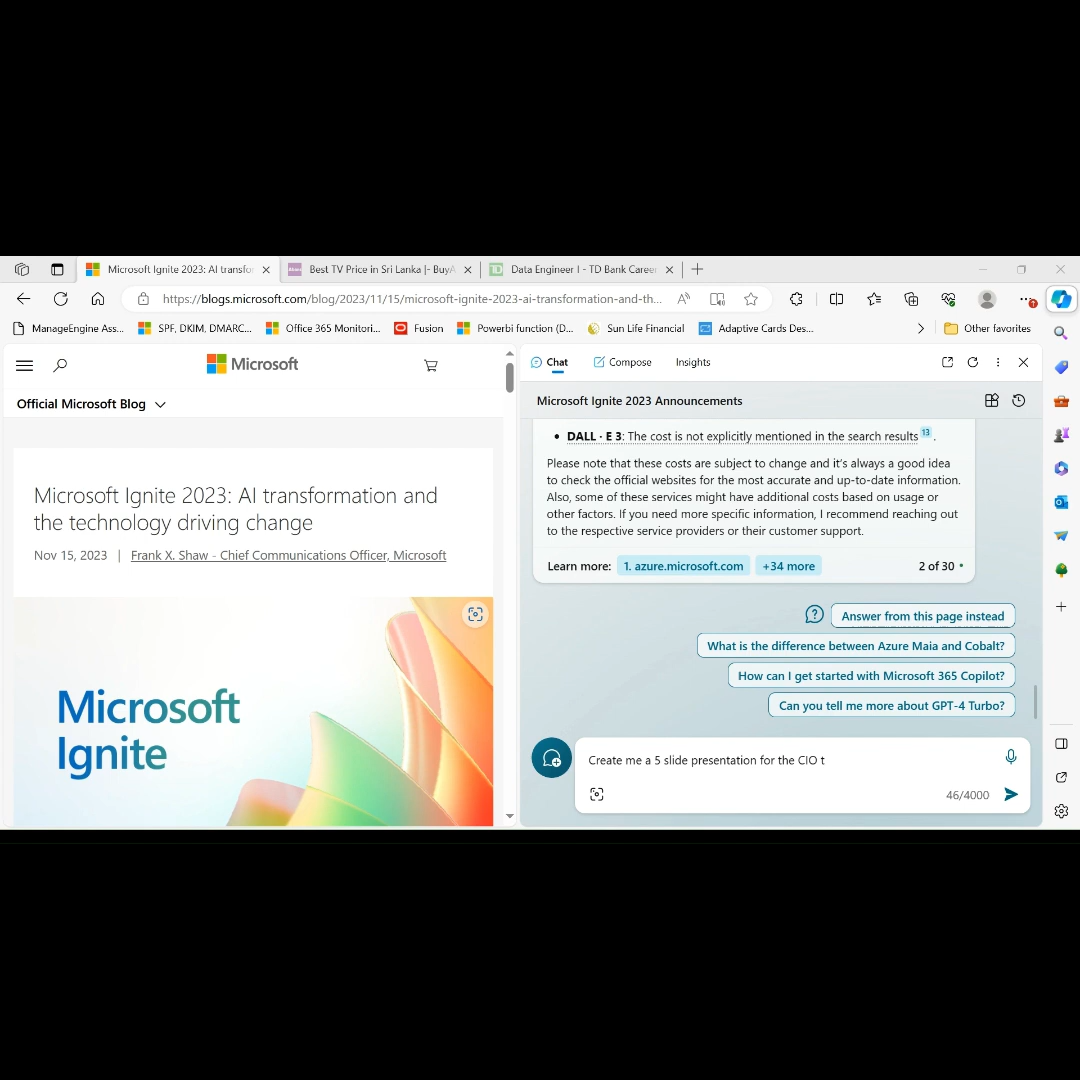 Microsoft Ignite 2023: AI transfor
Best TV Price in Sri Lanka |- BuyA
Data Engineer I - TD Bank Career
https://blogs.microsoft.com/blog/2023/11/15/microsoft-ignite-2023-ai-transformation-and-th...
ManageEngine Ass...
SPF, DKIM, DMARC...
Office 365 Monitori...
Fusion
Powerbi function (D...
Sun Life Financial
Adaptive Cards Des...
Other favorites
Microsoft
Official Microsoft Blog
Microsoft Ignite 2023: AI transformation and
the technology driving change
Nov 15, 2023 | Frank X. Shaw - Chief Communications Officer, Microsoft
Microsoft
Ignite
Chat
Compose
Insights
Microsoft Ignite 2023 Announcements
• DALL·E 3: The cost is not explicitly mentioned in the search results 13 .
Please note that these costs are subject to change and it's always a good idea
to check the official websites for the most accurate and up-to-date information.
Also, some of these services might have additional costs based on usage or
other factors. If you need more specific information, I recommend reaching out
to the respective service providers or their customer support.
Learn more: 1. azure.microsoft.com +34 more 2 of 30
Answer from this page instead
What is the difference between Azure Maia and Cobalt?
How can I get started with Microsoft 365 Copilot?
Can you tell me more about GPT-4 Turbo?
Create me a 5 slide presentation for the CIO t
46/4000